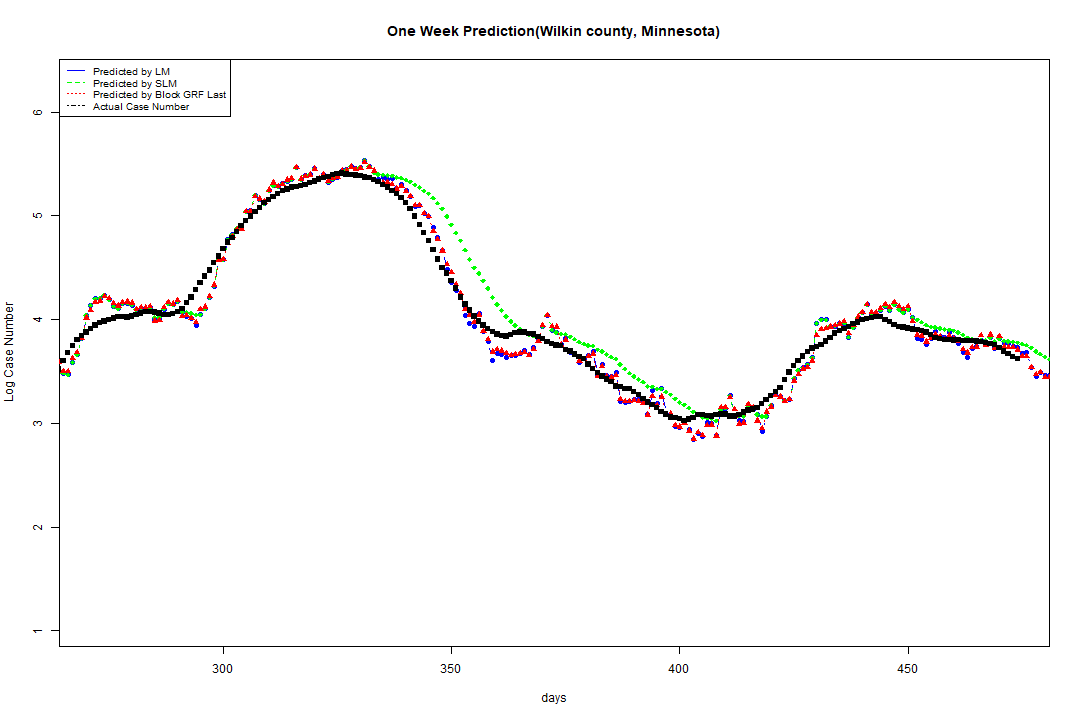 One Week Prediction(Wilkin county, Minnesota)
Predicted by LM
Predicted by SLM
Predicted by Block GRF Last
Actual Case Number
6
5
4
3
2
1
Log Case Number
300 350 400 450
days